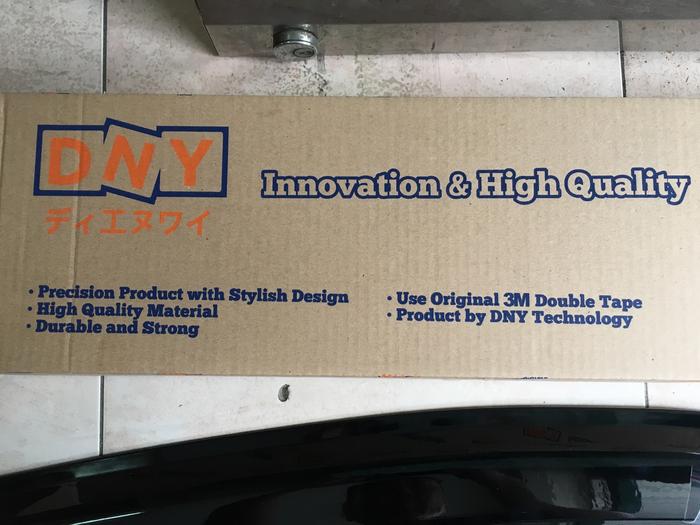 DNY
ディエヌワイ
Innovation & High Quality
· Precision Product with Stylish Design
· High Quality Material
· Durable and Strong
· Use Original 3M Double Tape
· Product by DNY Technology